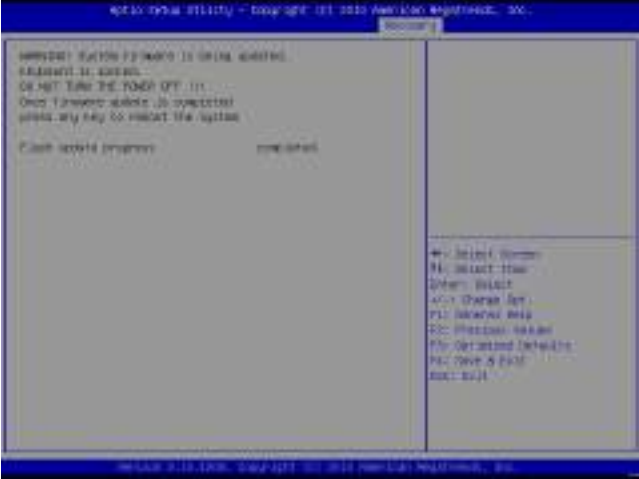 Aptio Setup Utility - Copyright (C) 2010 American Megatrends, Inc.
Recovery
WARNING! System firmware is being updated.
Keyboard is locked.
DO NOT TURN THE POWER OFF !!!
Once firmware update is completed
press any key to reboot the system
Flash update progress completed
: Select Screen
: Select Item
Enter: Select
+/-: Change Opt.
F1: General Help
F2: Previous Values
F3: Optimized Defaults
F4: Save & Exit
ESC: Exit
Copyright (C) 2010 American Megatrends, Inc.